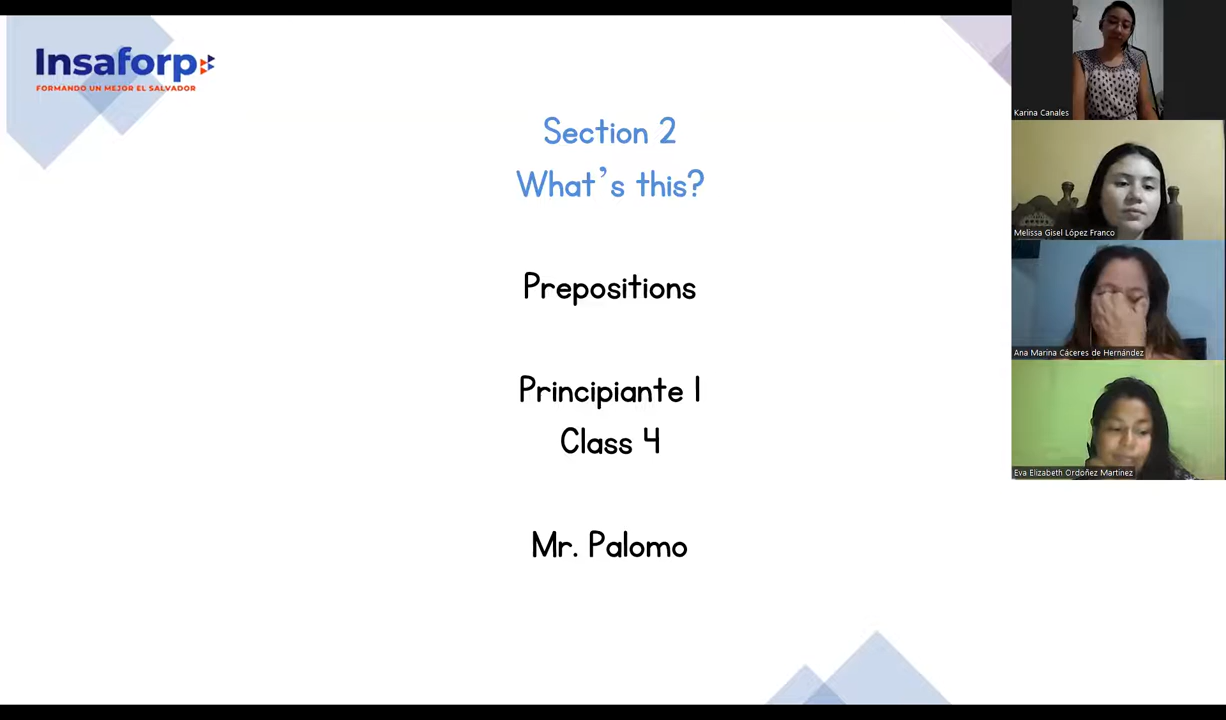 Insaforp
FORMANDO UN MEJOR EL SALVADOR
Section 2
What's this?
Prepositions
Principiante 1
Class 4
Mr. Palomo
Karina Canales
Melissa Gisel López Franco
Ana Marina Cáceres de Hernández
Eva Elizabeth Ordoñez Martinez